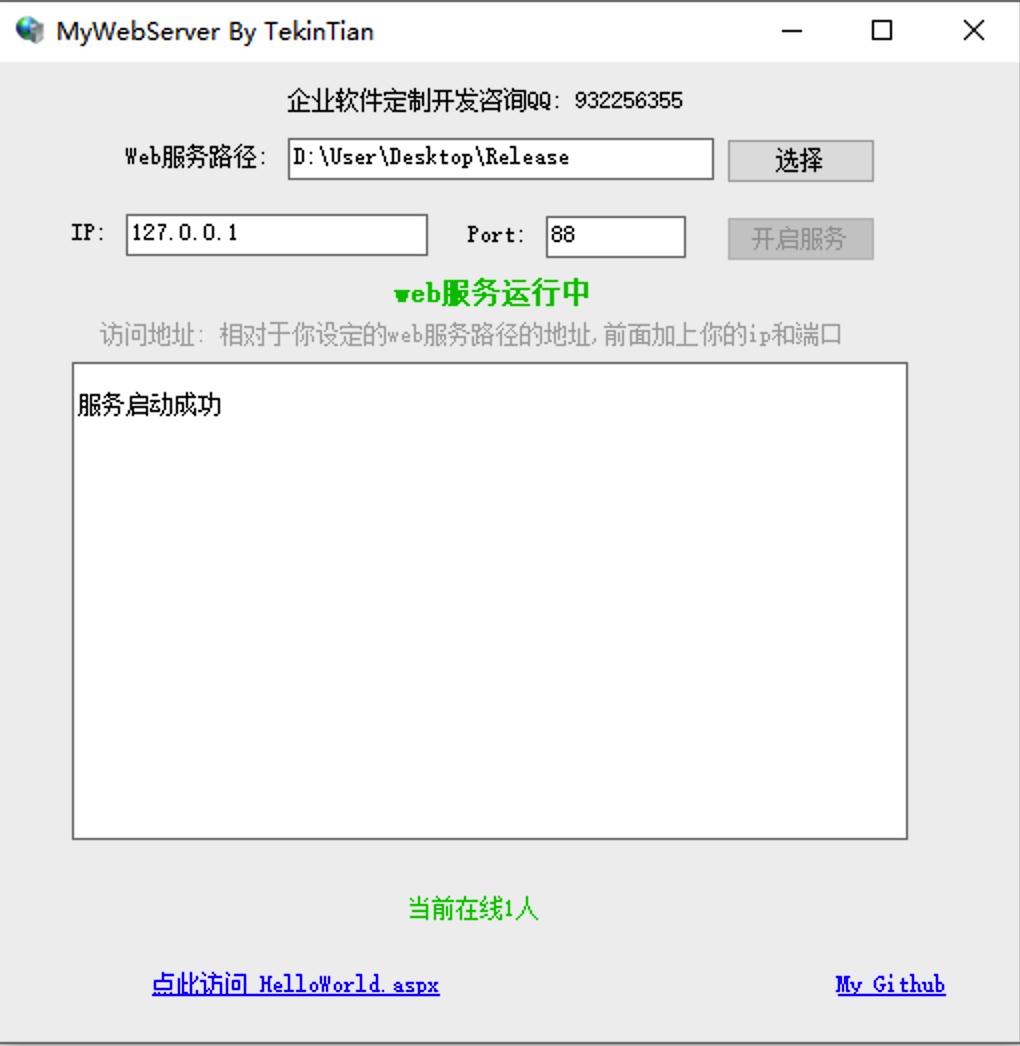 MyWebServer By TekinTian
企业软件定制开发咨询QQ: 932256355
Web服务路径: D:\User\Desktop\Release 选择
IP: 127.0.0.1 Port: 88 开启服务
web服务运行中
访问地址: 相对于你设定的web服务路径的地址,前面加上你的ip和端口
服务启动成功
当前在线1人
点此访问 HelloWorld.aspx My Github